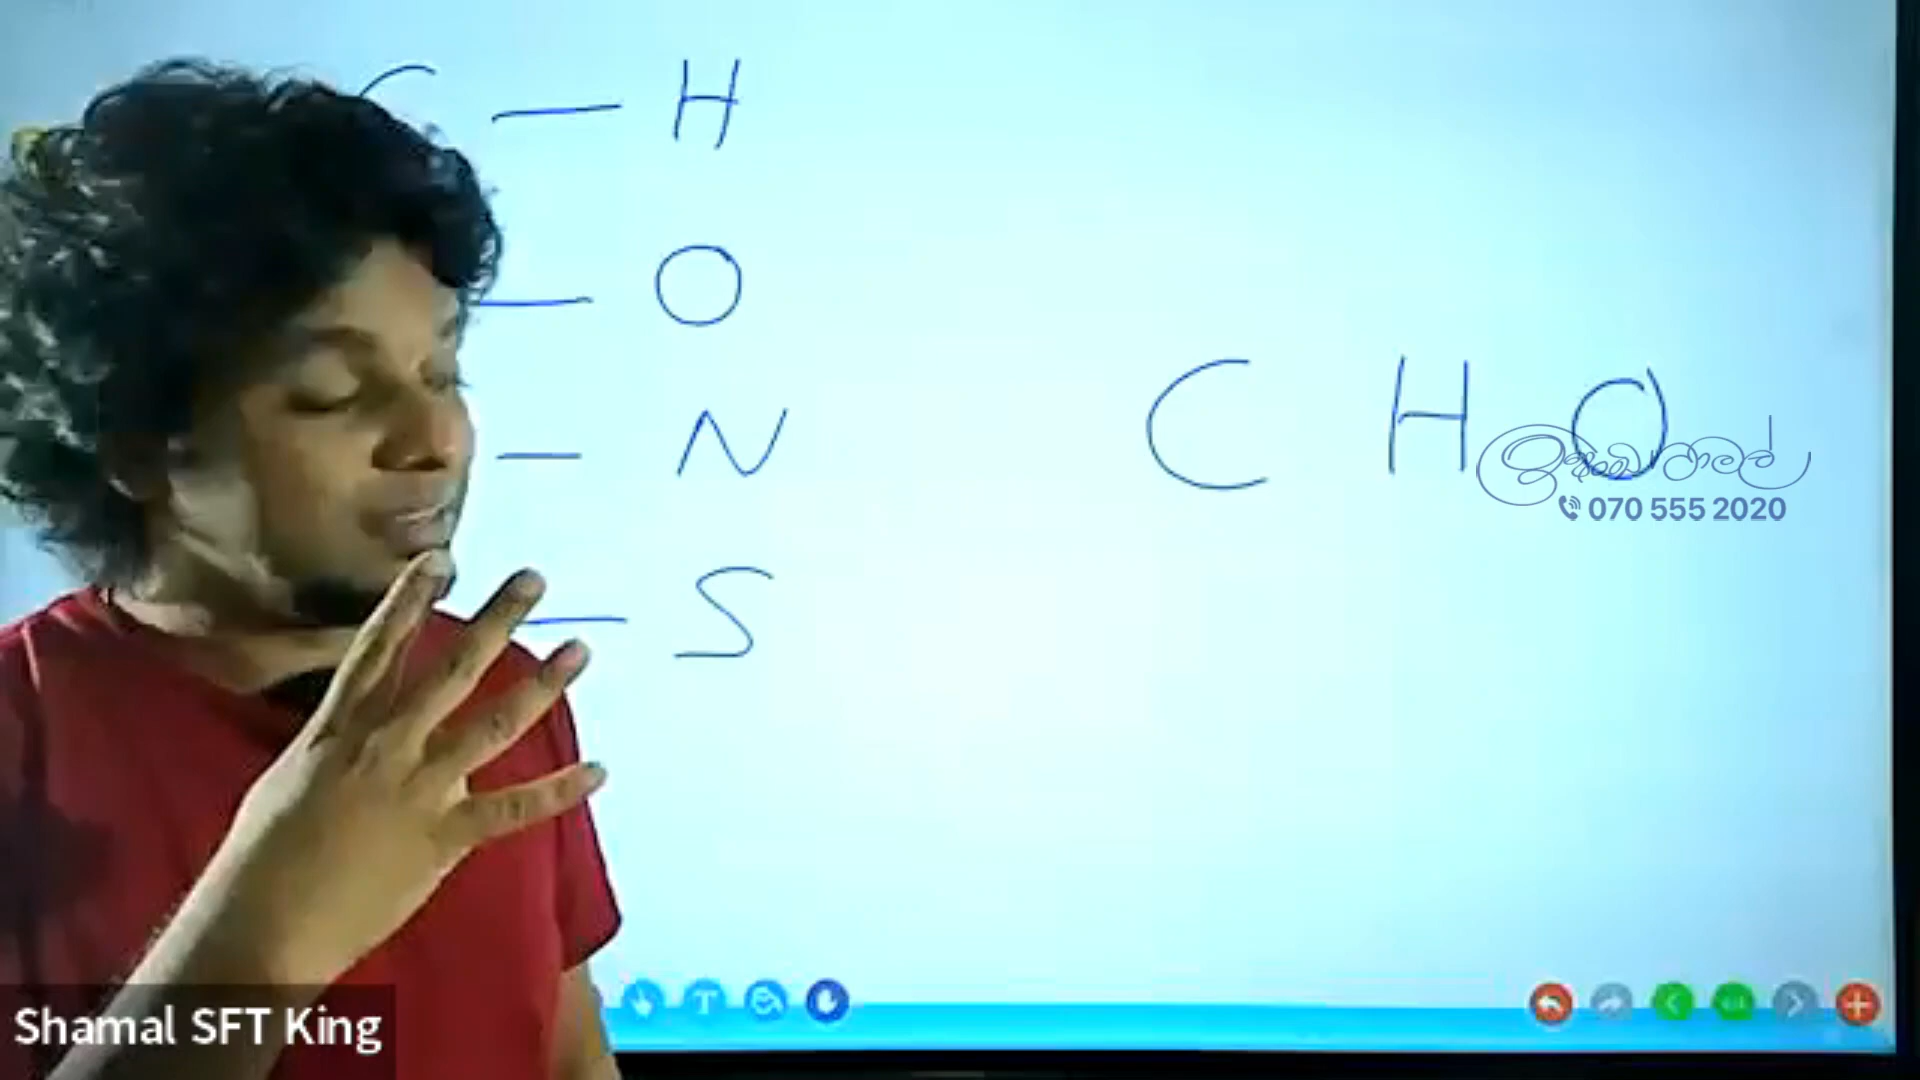 C — H
— O
— N
— S
C H O
070 555 2020
Shamal SFT King